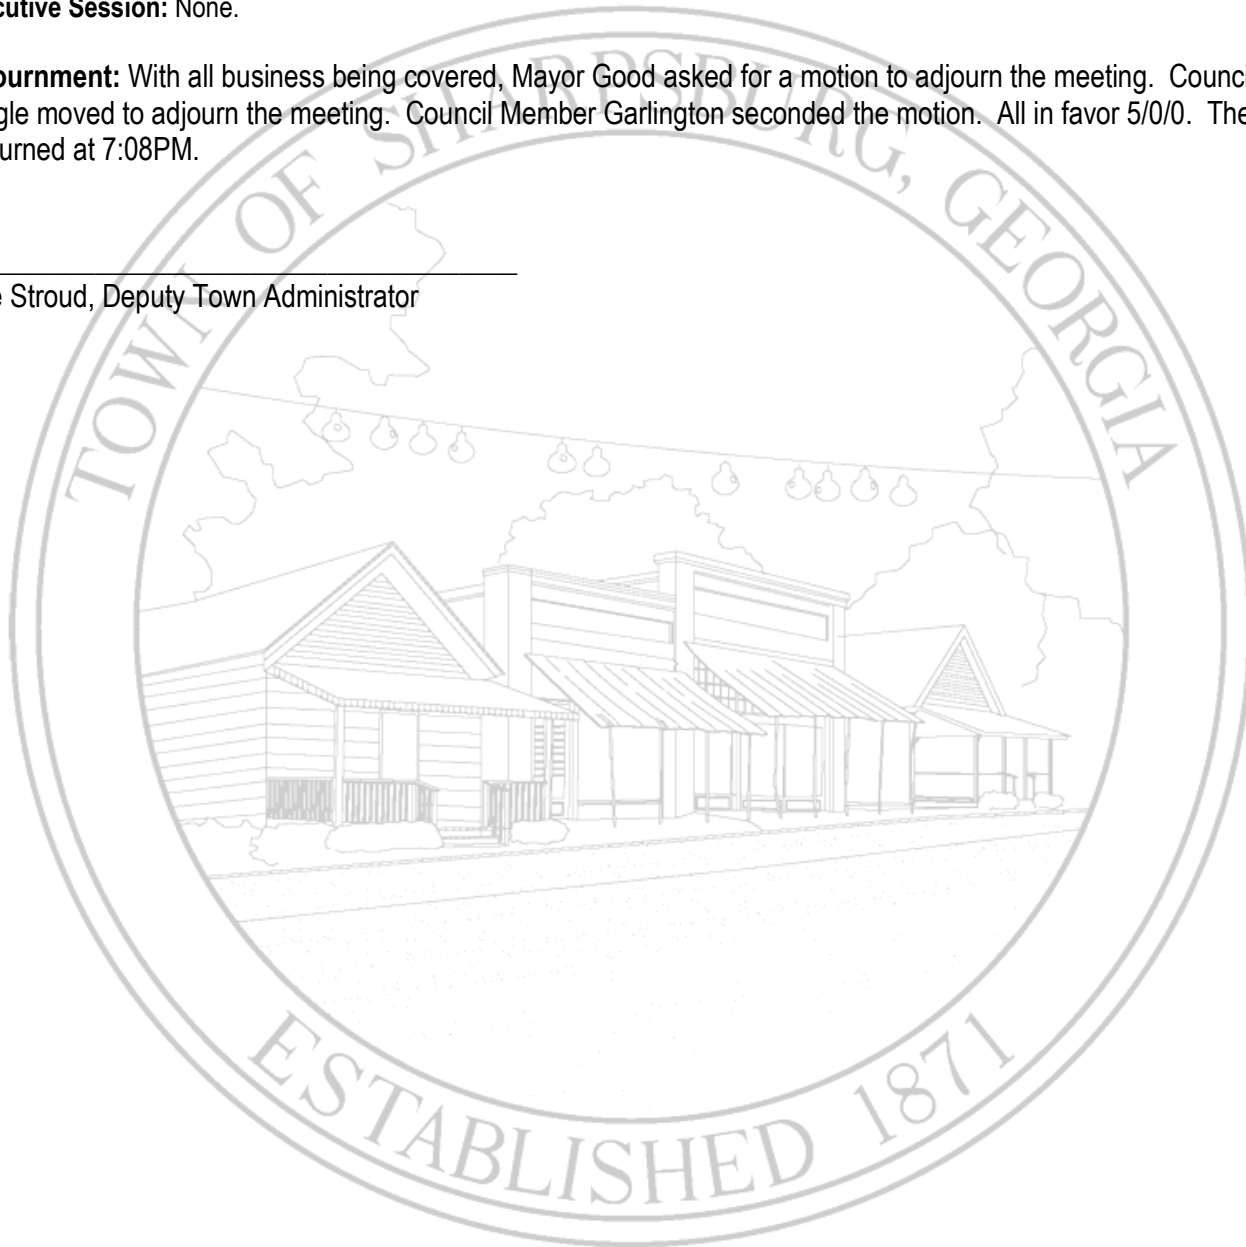 cutive Session: None.
ournment: With all business being covered, Mayor Good asked for a motion to adjourn the meeting.  Council
gle moved to adjourn the meeting.  Council Member Garlington seconded the motion.  All in favor 5/0/0.  The
urned at 7:08PM.
e Stroud, Deputy Town Administrator
TOWN OF SHARPSBURG, GEORGIA
ESTABLISHED 1871